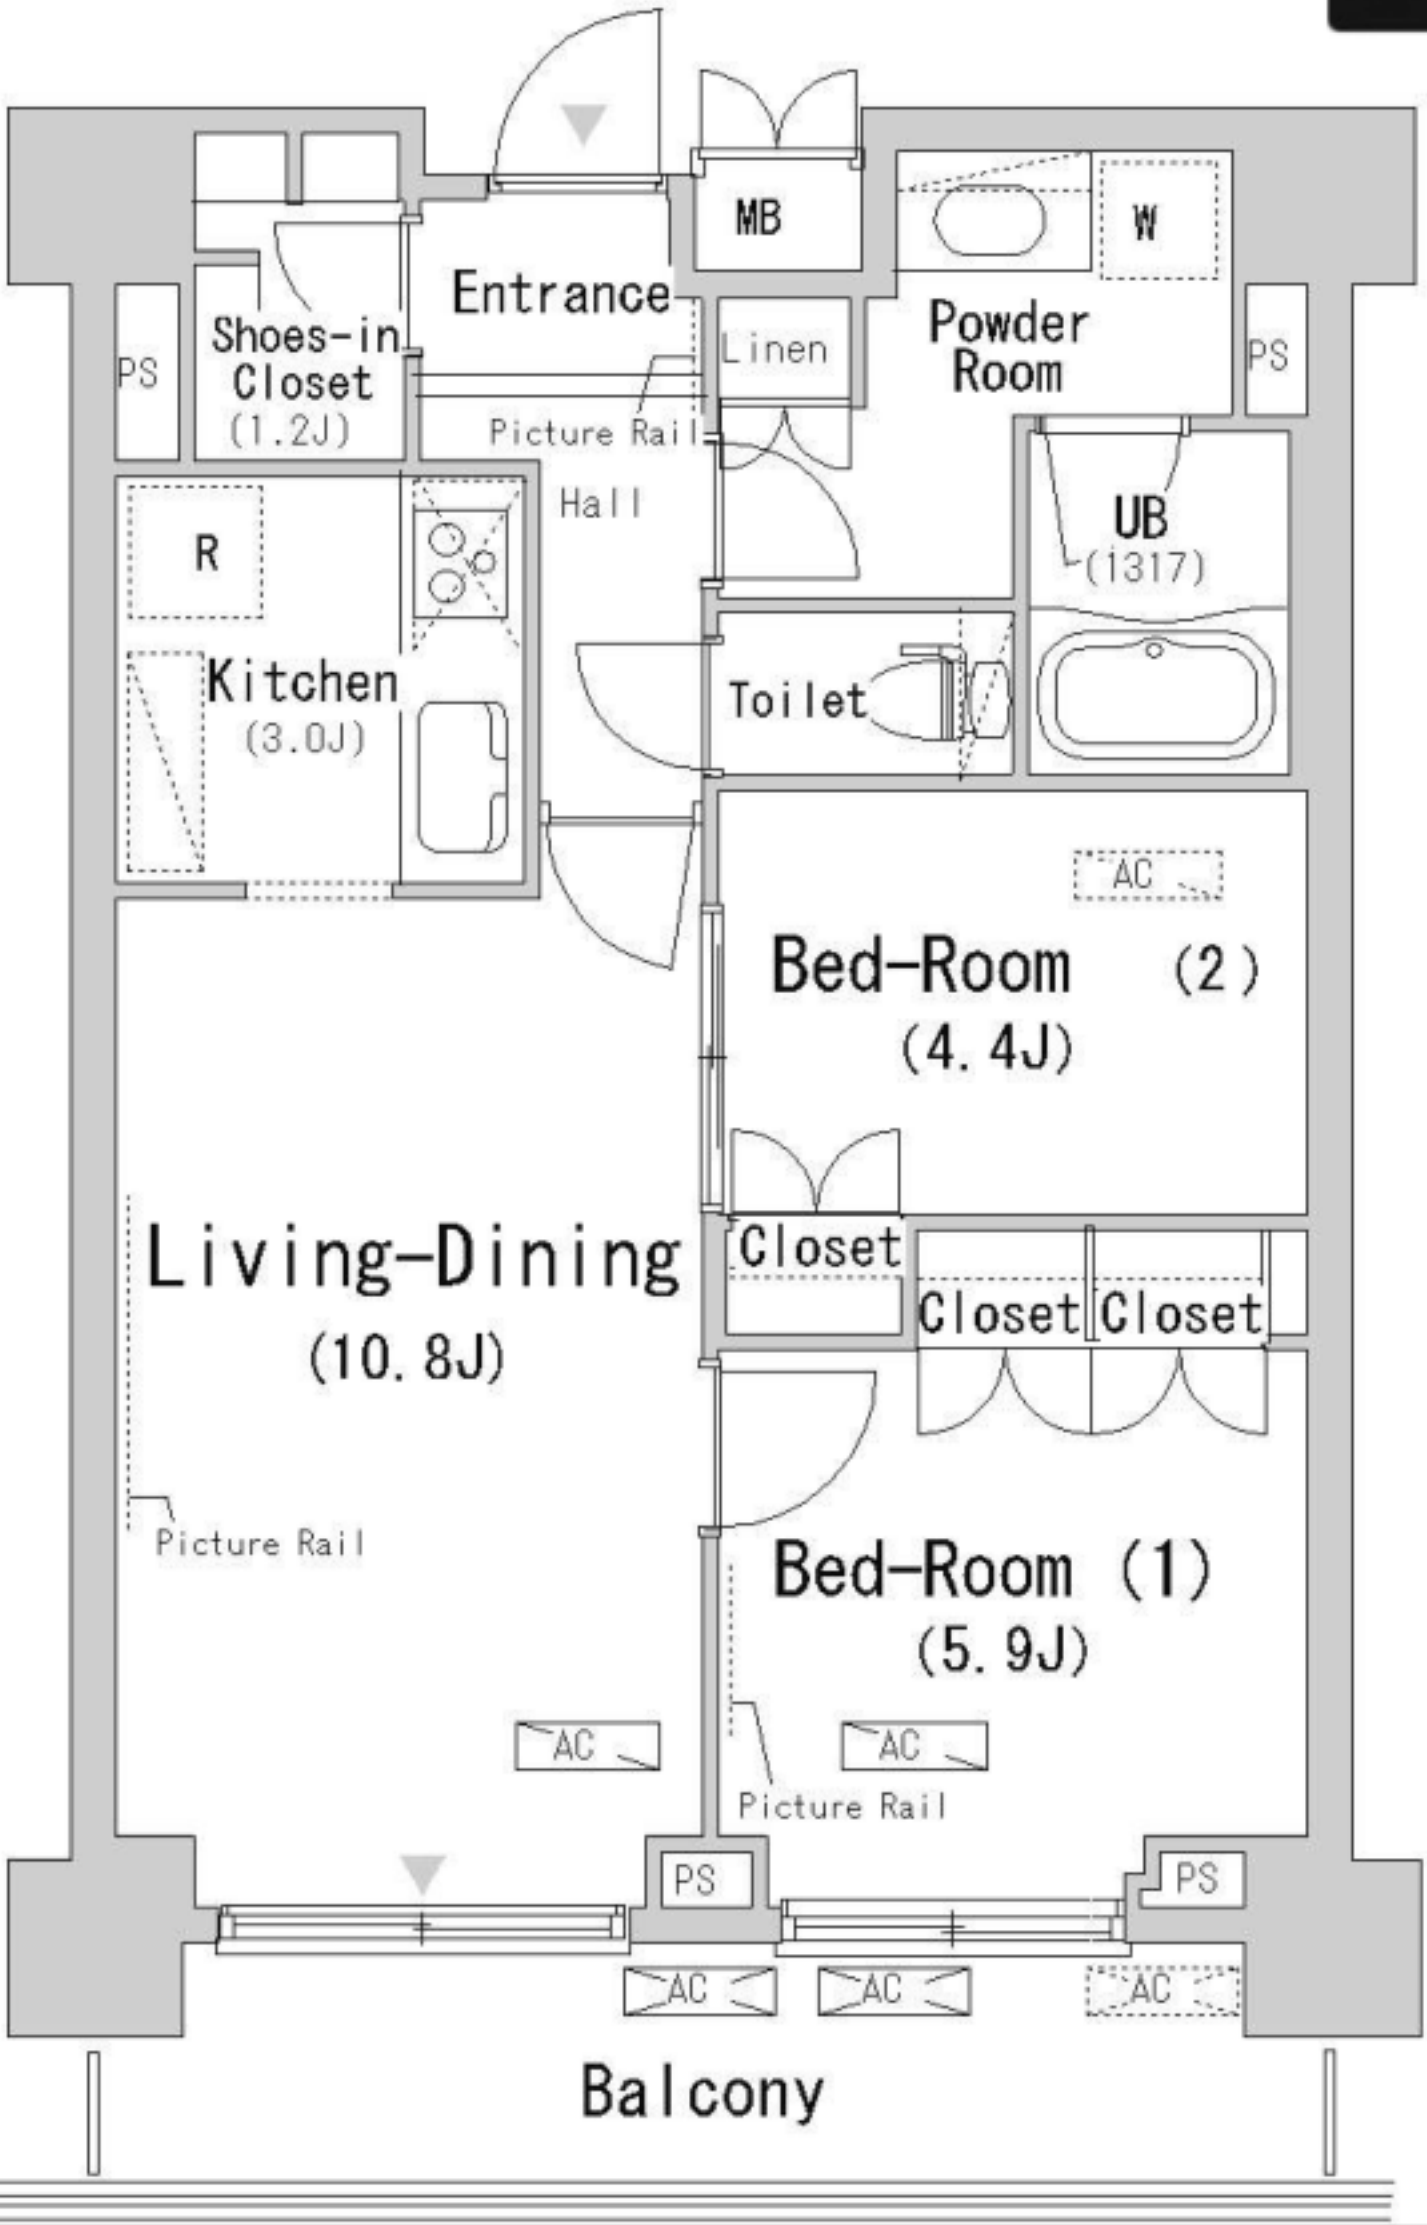 MB
W
Entrance
Powder
Room
Shoes-in
Closet
(1.2J)
PS
Linen
PS
Picture Rail
Hall
R
UB
(1317)
Kitchen
(3.0J)
Toilet
AC
Bed-Room (2)
(4.4J)
Living-Dining
(10.8J)
Closet
Closet
Closet
Picture Rail
Bed-Room (1)
(5.9J)
AC
AC
Picture Rail
PS
PS
AC
AC
AC
Balcony